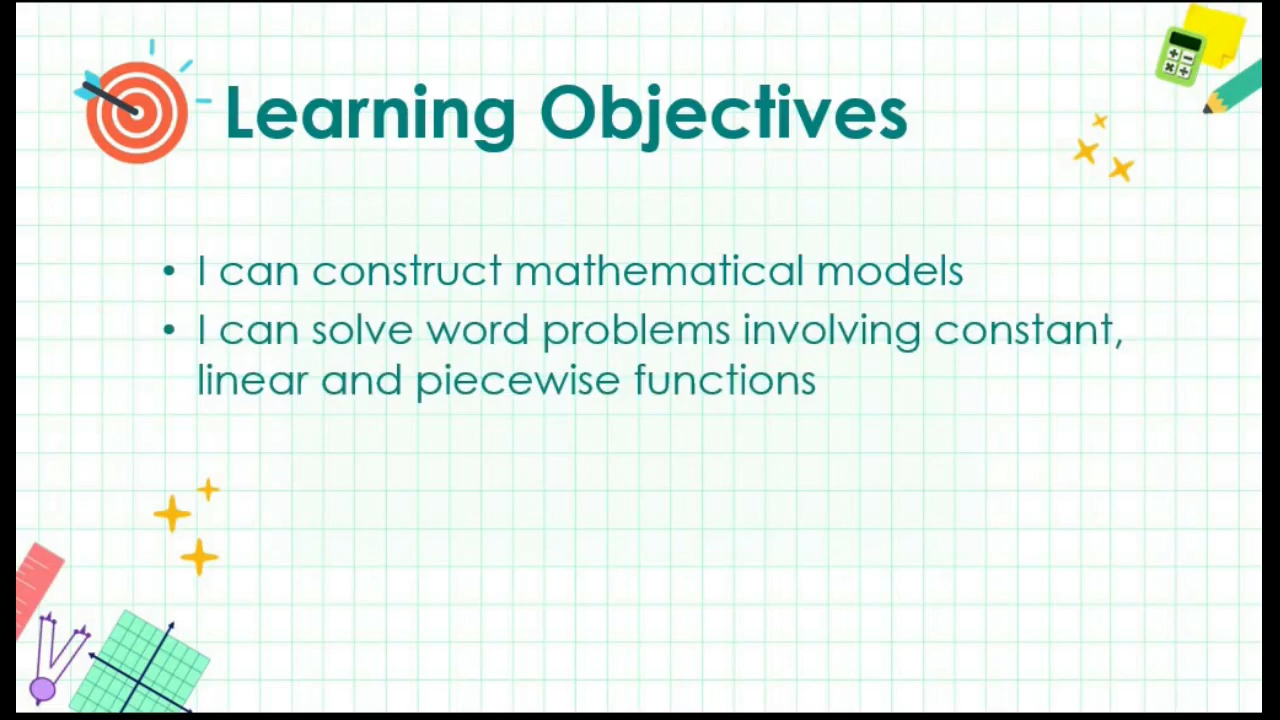 Learning Objectives
• I can construct mathematical models
• I can solve word problems involving constant,
linear and piecewise functions